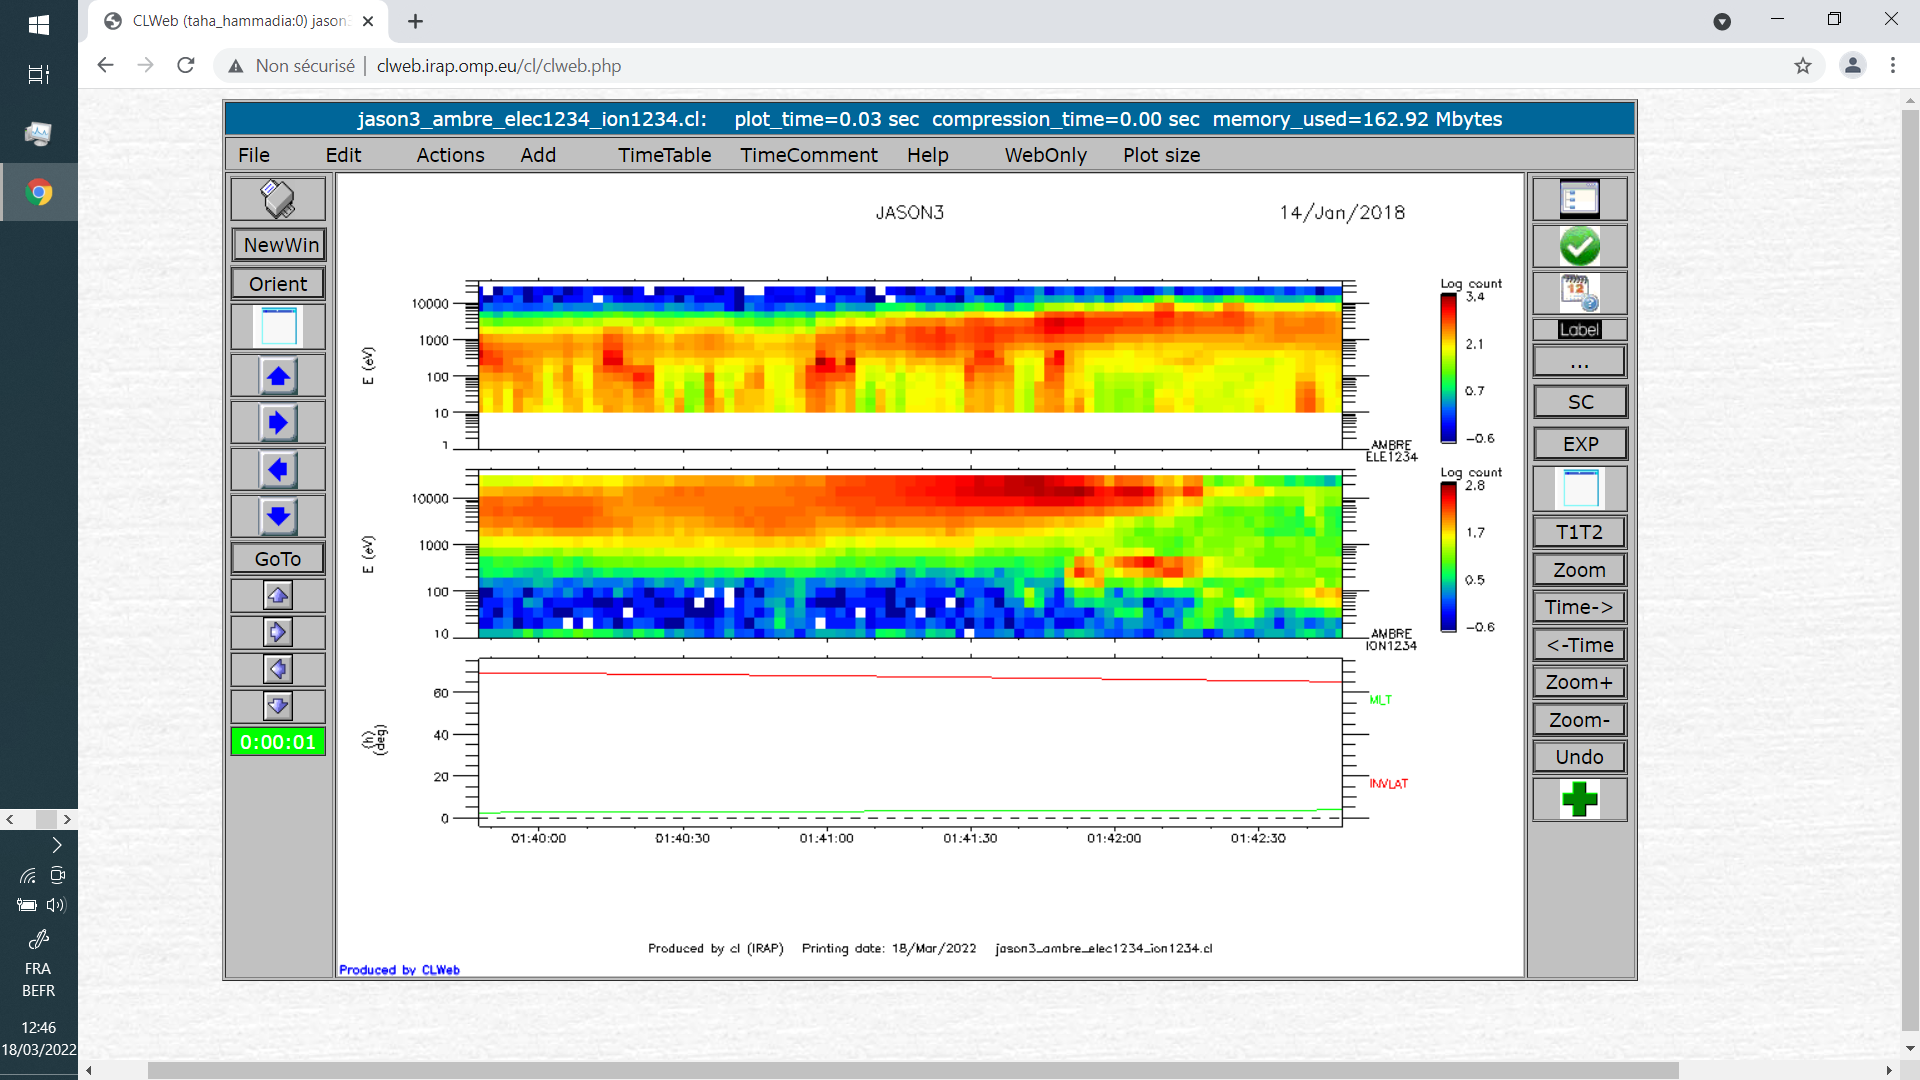 CLWeb (taha_hammadia:0) jason3
Non sécurisé | clweb.irap.omp.eu/cl/clweb.php
jason3_ambre_elec1234_ion1234.cl: plot_time=0.03 sec compression_time=0.00 sec memory_used=162.92 Mbytes
File Edit Actions Add TimeTable TimeComment Help WebOnly Plot size
NewWin
Orient
GoTo
0:00:01
JASON3 14/Jan/2018
E (eV)
10000
1000
100
10
1
Log count
3.4
2.1
0.7
-0.6
AMBRE
ELE1234
E (eV)
10000
1000
100
10
Log count
2.8
1.7
0.5
-0.6
AMBRE
ION1234
(h)
(deg)
60
40
20
0
MLT
INVLAT
01:40:00 01:40:30 01:41:00 01:41:30 01:42:00 01:42:30
Produced by cl (IRAP) Printing date: 18/Mar/2022 jason3_ambre_elec1234_ion1234.cl
Produced by CLWeb
12
Label
...
SC
EXP
T1T2
Zoom
Time->
<-Time
Zoom+
Zoom-
Undo
FRA
BEFR
12:46
18/03/2022